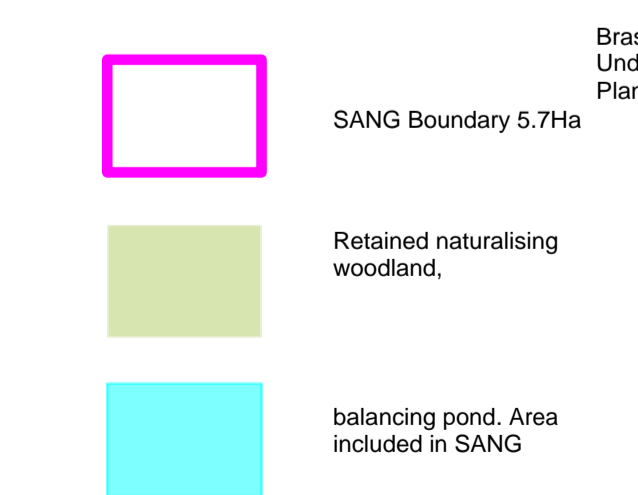 SANG Boundary 5.7Ha
Retained naturalising
woodland,
balancing pond. Area
included in SANG